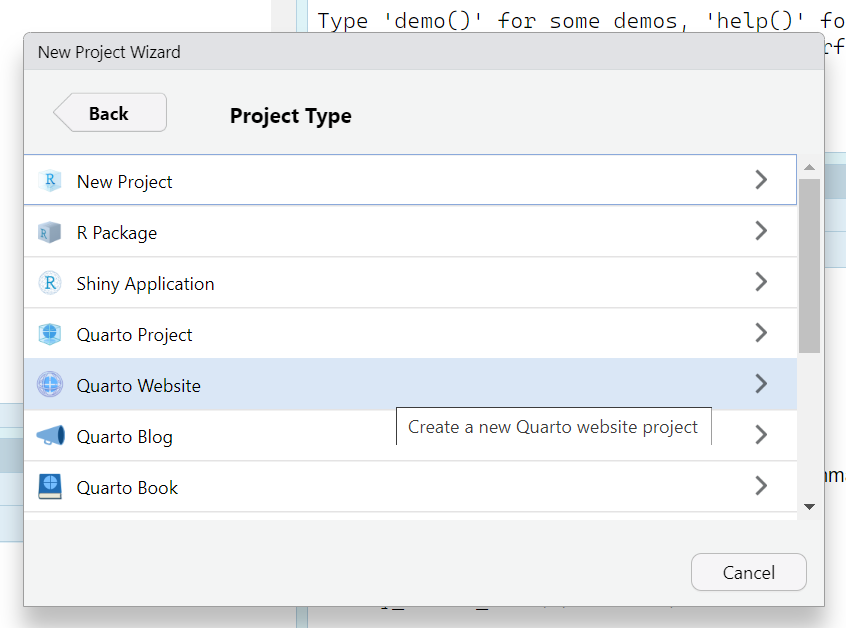 Type 'demo()' for some demos, 'help()' fo
New Project Wizard
Back
Project Type
R New Project
R R Package
R Shiny Application
Quarto Project
Quarto Website
Create a new Quarto website project
Quarto Blog
Quarto Book
Cancel